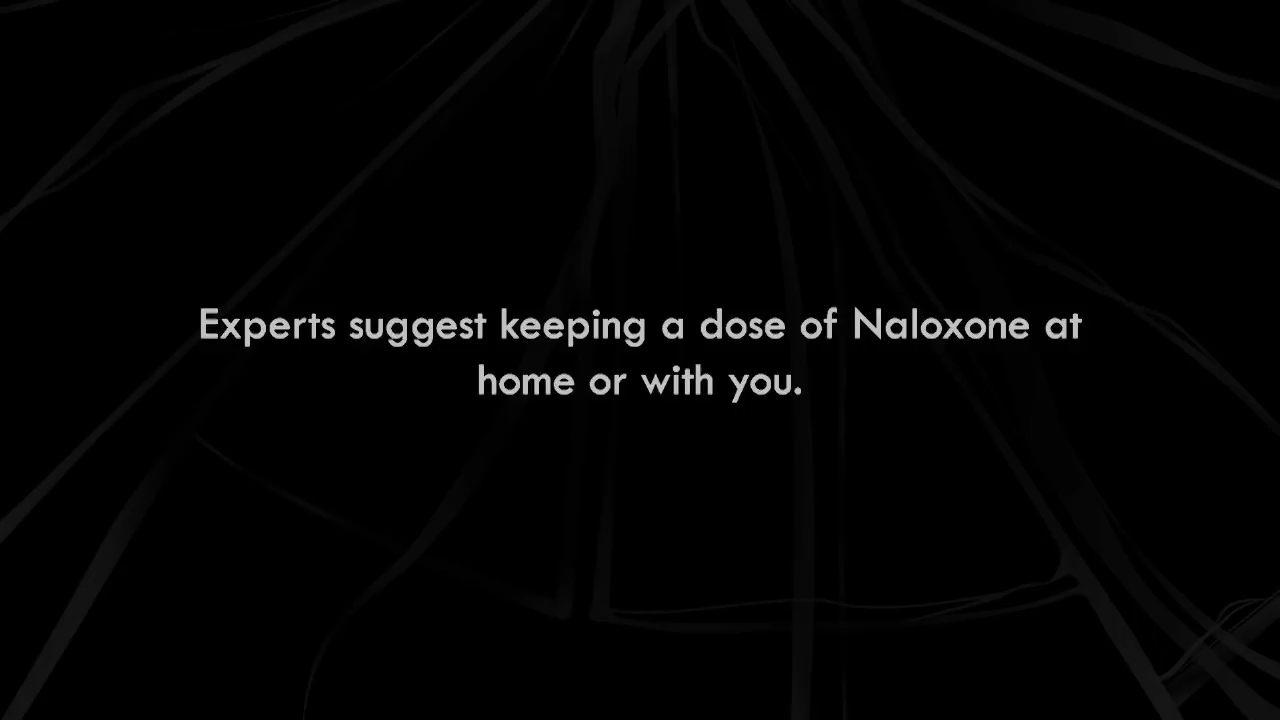 Experts suggest keeping a dose of Naloxone at
home or with you.